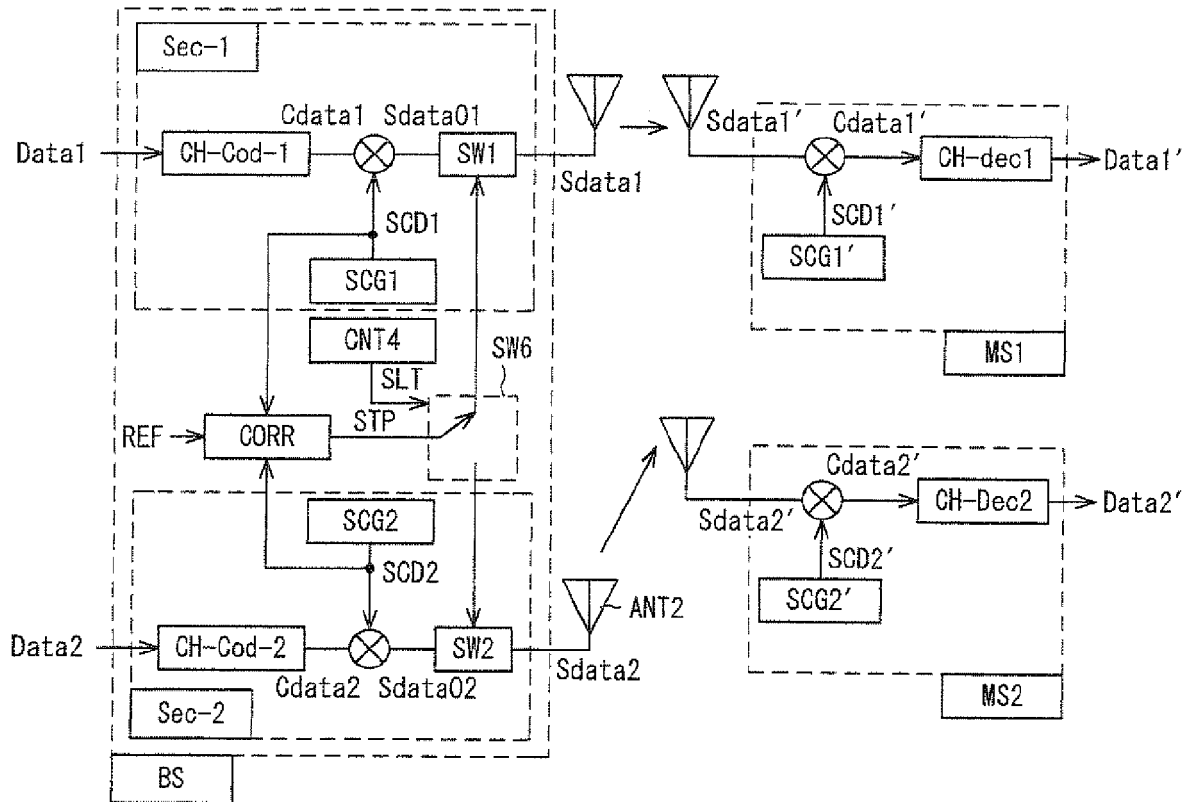 Sec-1
Cdata1 Sdata01
Data1 CH-Cod-1 SW1
Sdata1
SCD1
SCG1
CNT4
SLT SW6
STP
REF CORR
SCG2
SCD2
Data2 CH-Cod-2 SW2
Cdata2 Sdata02 Sdata2
ANT2
Sec-2
BS
Sdata1′ Cdata1′
CH-dec1 Data1′
SCD1′
SCG1′
MS1
Cdata2′
CH-Dec2 Data2′
Sdata2′
SCD2′
SCG2′
MS2